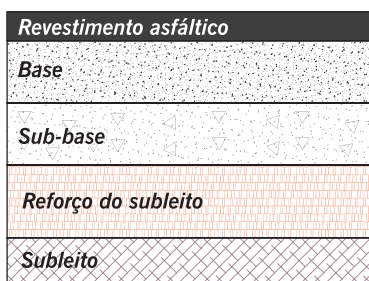 Revestimento asfáltico
Base
Sub-base
Reforço do subleito
Subleito